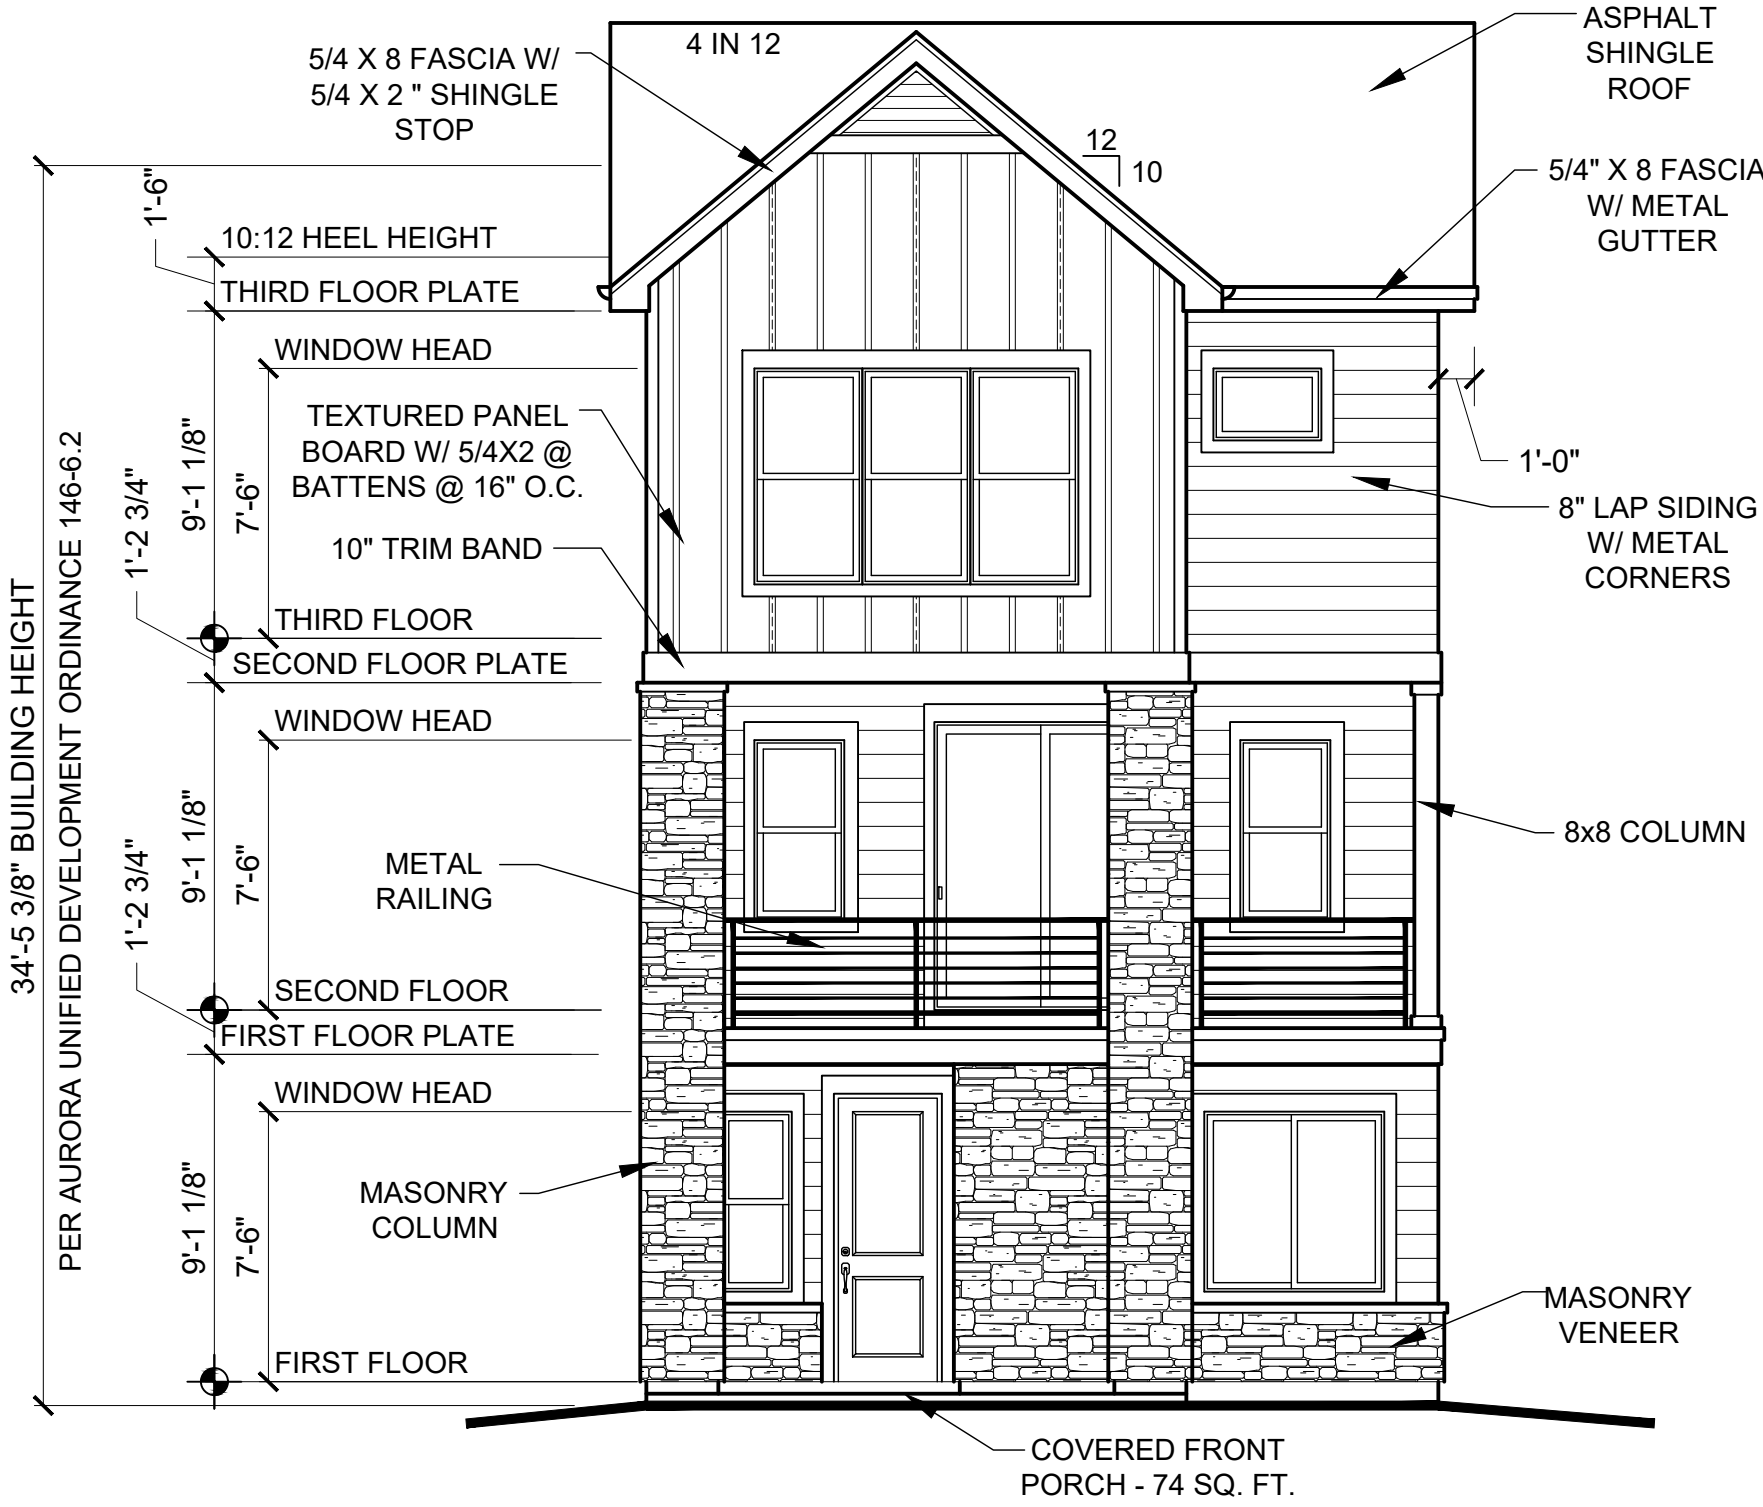 4 IN 12
ASPHALT
SHINGLE
ROOF
5/4 X 8 FASCIA W/
5/4 X 2 " SHINGLE
STOP
12
10
5/4" X 8 FASCIA
W/ METAL
GUTTER
1'-6"
10:12 HEEL HEIGHT
THIRD FLOOR PLATE
WINDOW HEAD
TEXTURED PANEL
BOARD W/ 5/4X2 @
BATTENS @ 16" O.C.
9'-1 1/8"
7'-6"
1'-2 3/4"
1'-0"
8" LAP SIDING
W/ METAL
CORNERS
10" TRIM BAND
THIRD FLOOR
SECOND FLOOR PLATE
WINDOW HEAD
34'-5 3/8" BUILDING HEIGHT
PER AURORA UNIFIED DEVELOPMENT ORDINANCE 146-6.2
9'-1 1/8"
7'-6"
1'-2 3/4"
8x8 COLUMN
METAL
RAILING
SECOND FLOOR
FIRST FLOOR PLATE
WINDOW HEAD
9'-1 1/8"
7'-6"
MASONRY
COLUMN
MASONRY
VENEER
FIRST FLOOR
COVERED FRONT
PORCH - 74 SQ. FT.